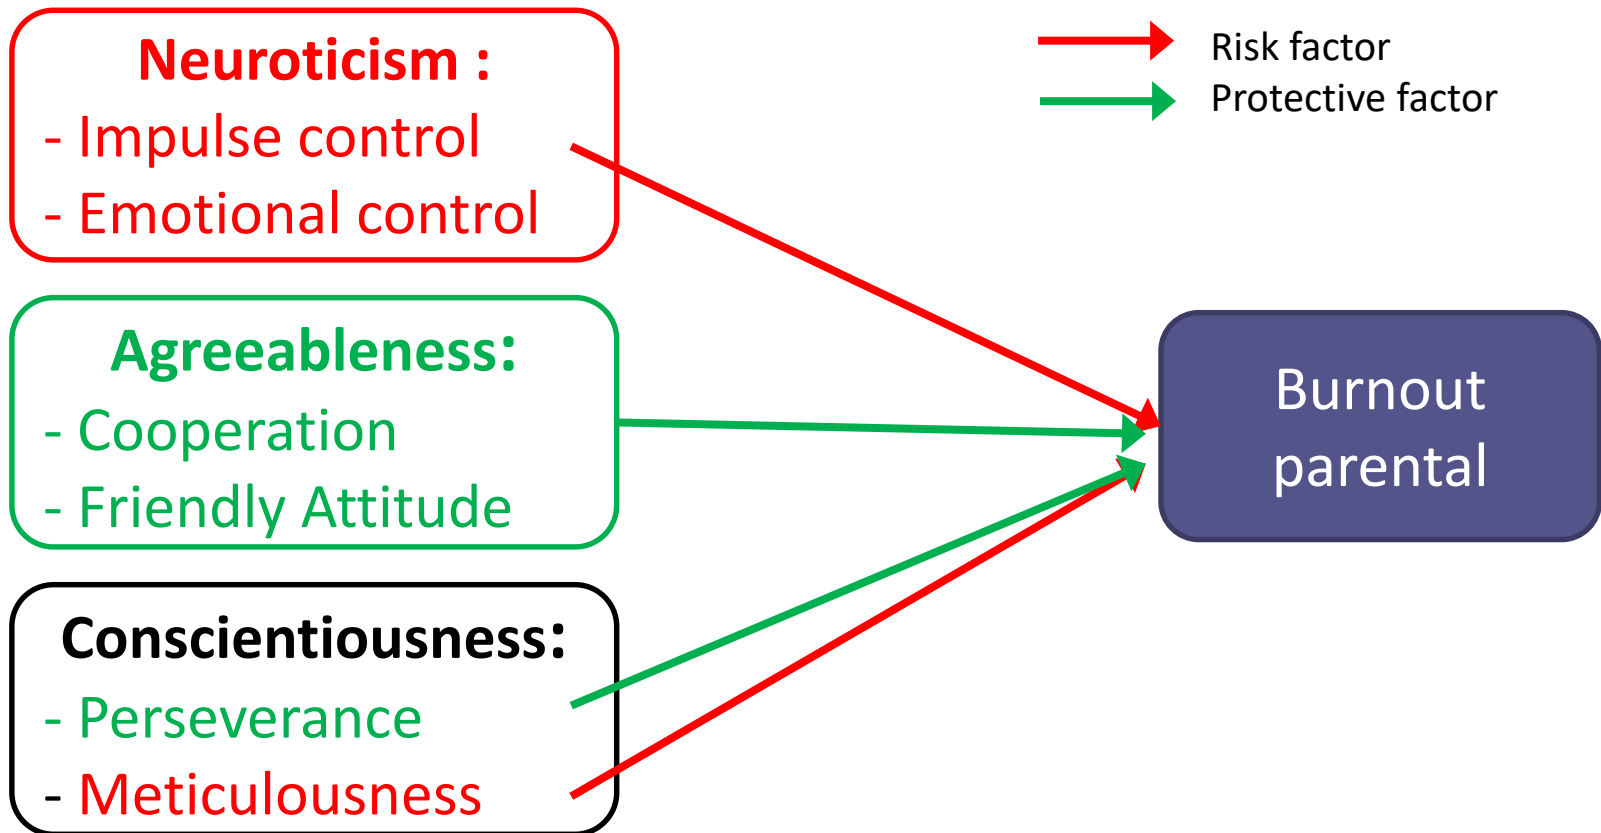 Neuroticism :
- Impulse control
- Emotional control
Agreeableness:
- Cooperation
- Friendly Attitude
Conscientiousness:
- Perseverance
- Meticulousness
Risk factor
Protective factor
Burnout
parental